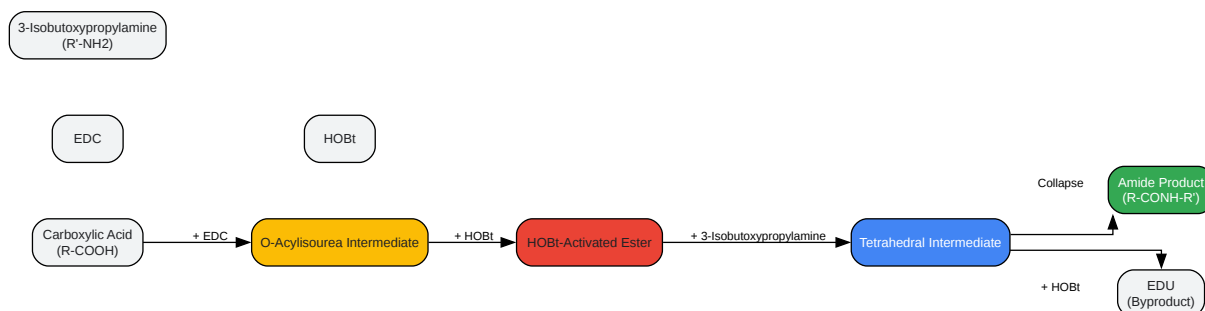 3-Isobutoxypropylamine
(R'-NH2)
EDC
HOBt
Collapse
Amide Product
(R-CONH-R')
Carboxylic Acid
(R-COOH)
+ EDC
O-Acylisourea Intermediate
+ HOBt
HOBt-Activated Ester
+ 3-Isobutoxypropylamine
Tetrahedral Intermediate
+ HOBt
EDU
(Byproduct)